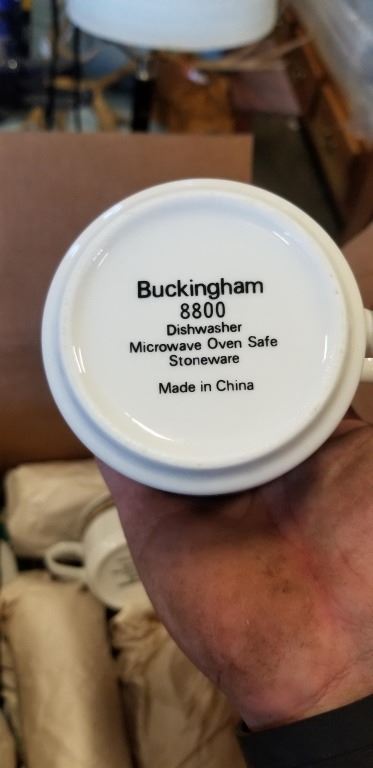 Buckingham
8800
Dishwasher
Microwave Oven Safe
Stoneware
Made in China